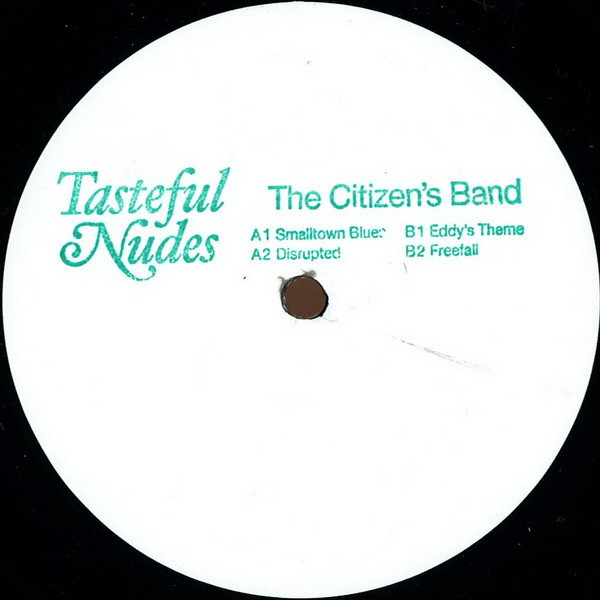 Tasteful
Nudes
The Citizen's Band
A1 Smalltown Blues
A2 Disrupted
B1 Eddy's Theme
B2 Freefall